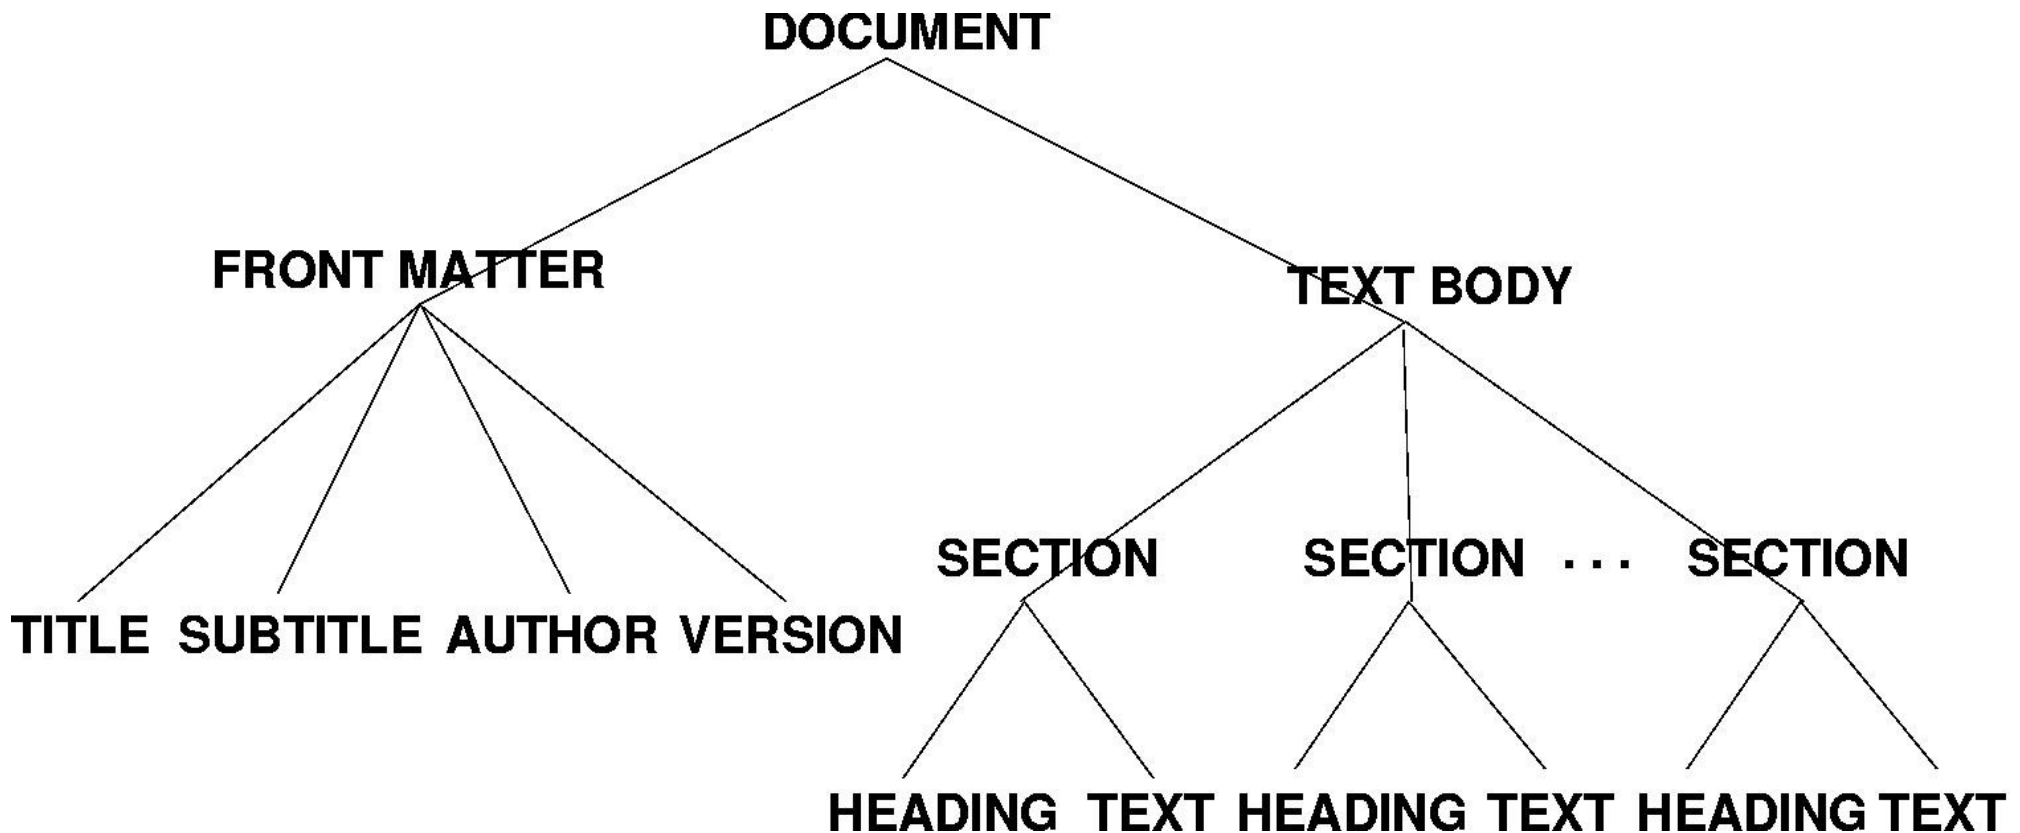 DOCUMENT
FRONT MATTER
TEXT BODY
SECTION SECTION ... SECTION
TITLE SUBTITLE AUTHOR VERSION
HEADING TEXT HEADING TEXT HEADING TEXT